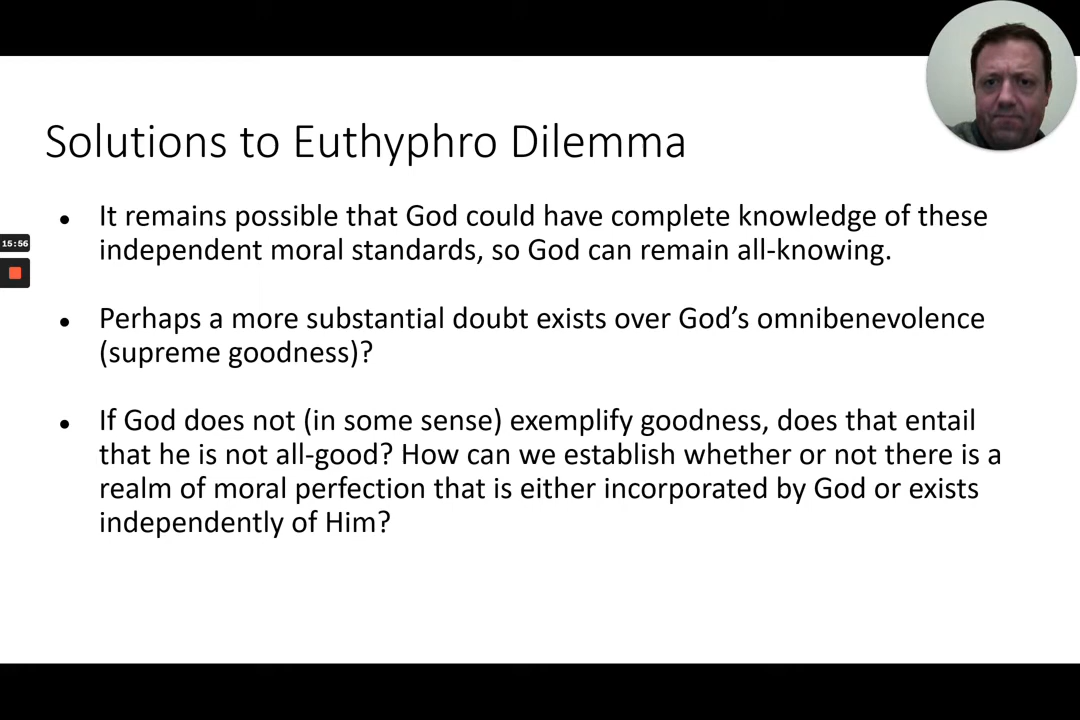 Solutions to Euthyphro Dilemma
• It remains possible that God could have complete knowledge of these
independent moral standards, so God can remain all-knowing.
15:56
• Perhaps a more substantial doubt exists over God’s omnibenevolence
(supreme goodness)?
• If God does not (in some sense) exemplify goodness, does that entail
that he is not all-good? How can we establish whether or not there is a
realm of moral perfection that is either incorporated by God or exists
independently of Him?